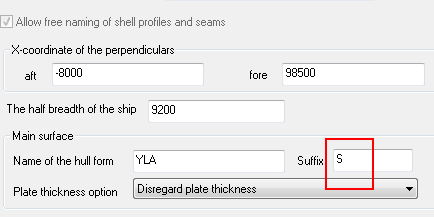 Allow free naming of shell profiles and seams
X-coordinate of the perpendiculars
aft -8000 fore 98500
The half breadth of the ship 9200
Main surface
Name of the hull form YLA Suffix S
Plate thickness option Disregard plate thickness